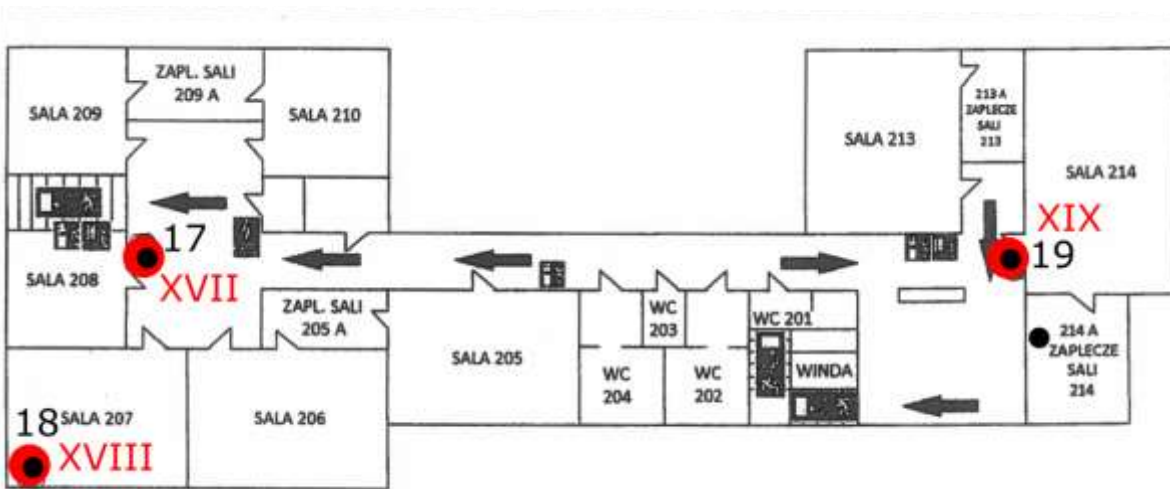 ZAPL. SALI
209 A
SALA 209
SALA 210
SALA 213
213 A
ZAPLECZE
SALI
213
SALA 214
17
XVII
XIX
19
SALA 208
ZAPL. SALI
205 A
SALA 205
WC
203
WC 201
WINDA
WC
204
WC
202
214 A
ZAPLECZE
SALI
214
18
SALA 207
XVIII
SALA 206